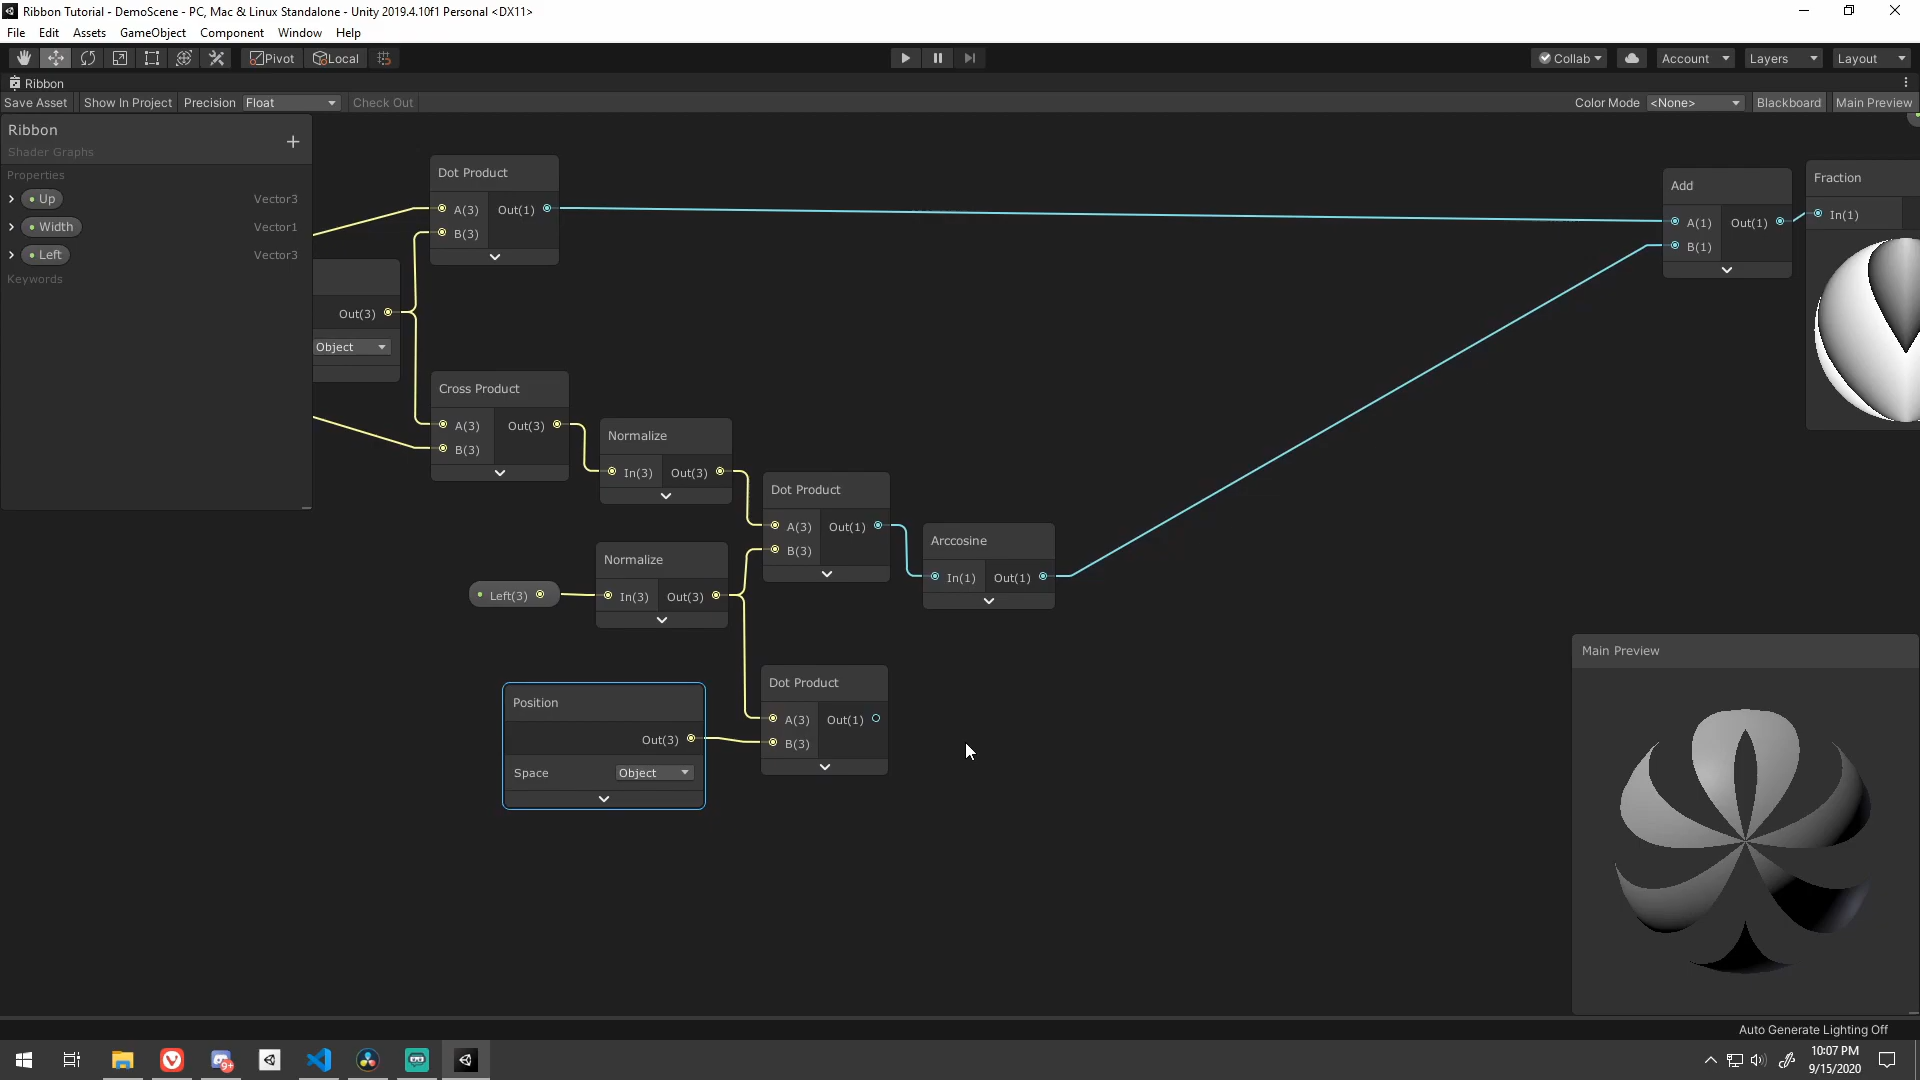 Ribbon Tutorial - DemoScene - PC, Mac & Linux Standalone - Unity 2019.4.10f1 Personal <DX11>
File Edit Assets GameObject Component Window Help
Pivot Local Collab Account Layers Layout
Ribbon
Save Asset Show In Project Precision Float Check Out Color Mode <None> Blackboard Main Preview
Ribbon
Shader Graphs
Properties
Up Vector3
Width Vector1
Left Vector3
Keywords
Out(3)
Object
Dot Product
A(3) Out(1)
B(3)
Cross Product
A(3) Out(3)
B(3)
Normalize
In(3) Out(3)
Dot Product
A(3) Out(1)
B(3)
Arccosine
In(1) Out(1)
Normalize
Left(3)
In(3) Out(3)
Position
Out(3)
Space Object
Dot Product
A(3) Out(1)
B(3)
Add
A(1) Out(1)
B(1)
Fraction
In(1)
Main Preview
Auto Generate Lighting Off
9+
10:07 PM
9/15/2020